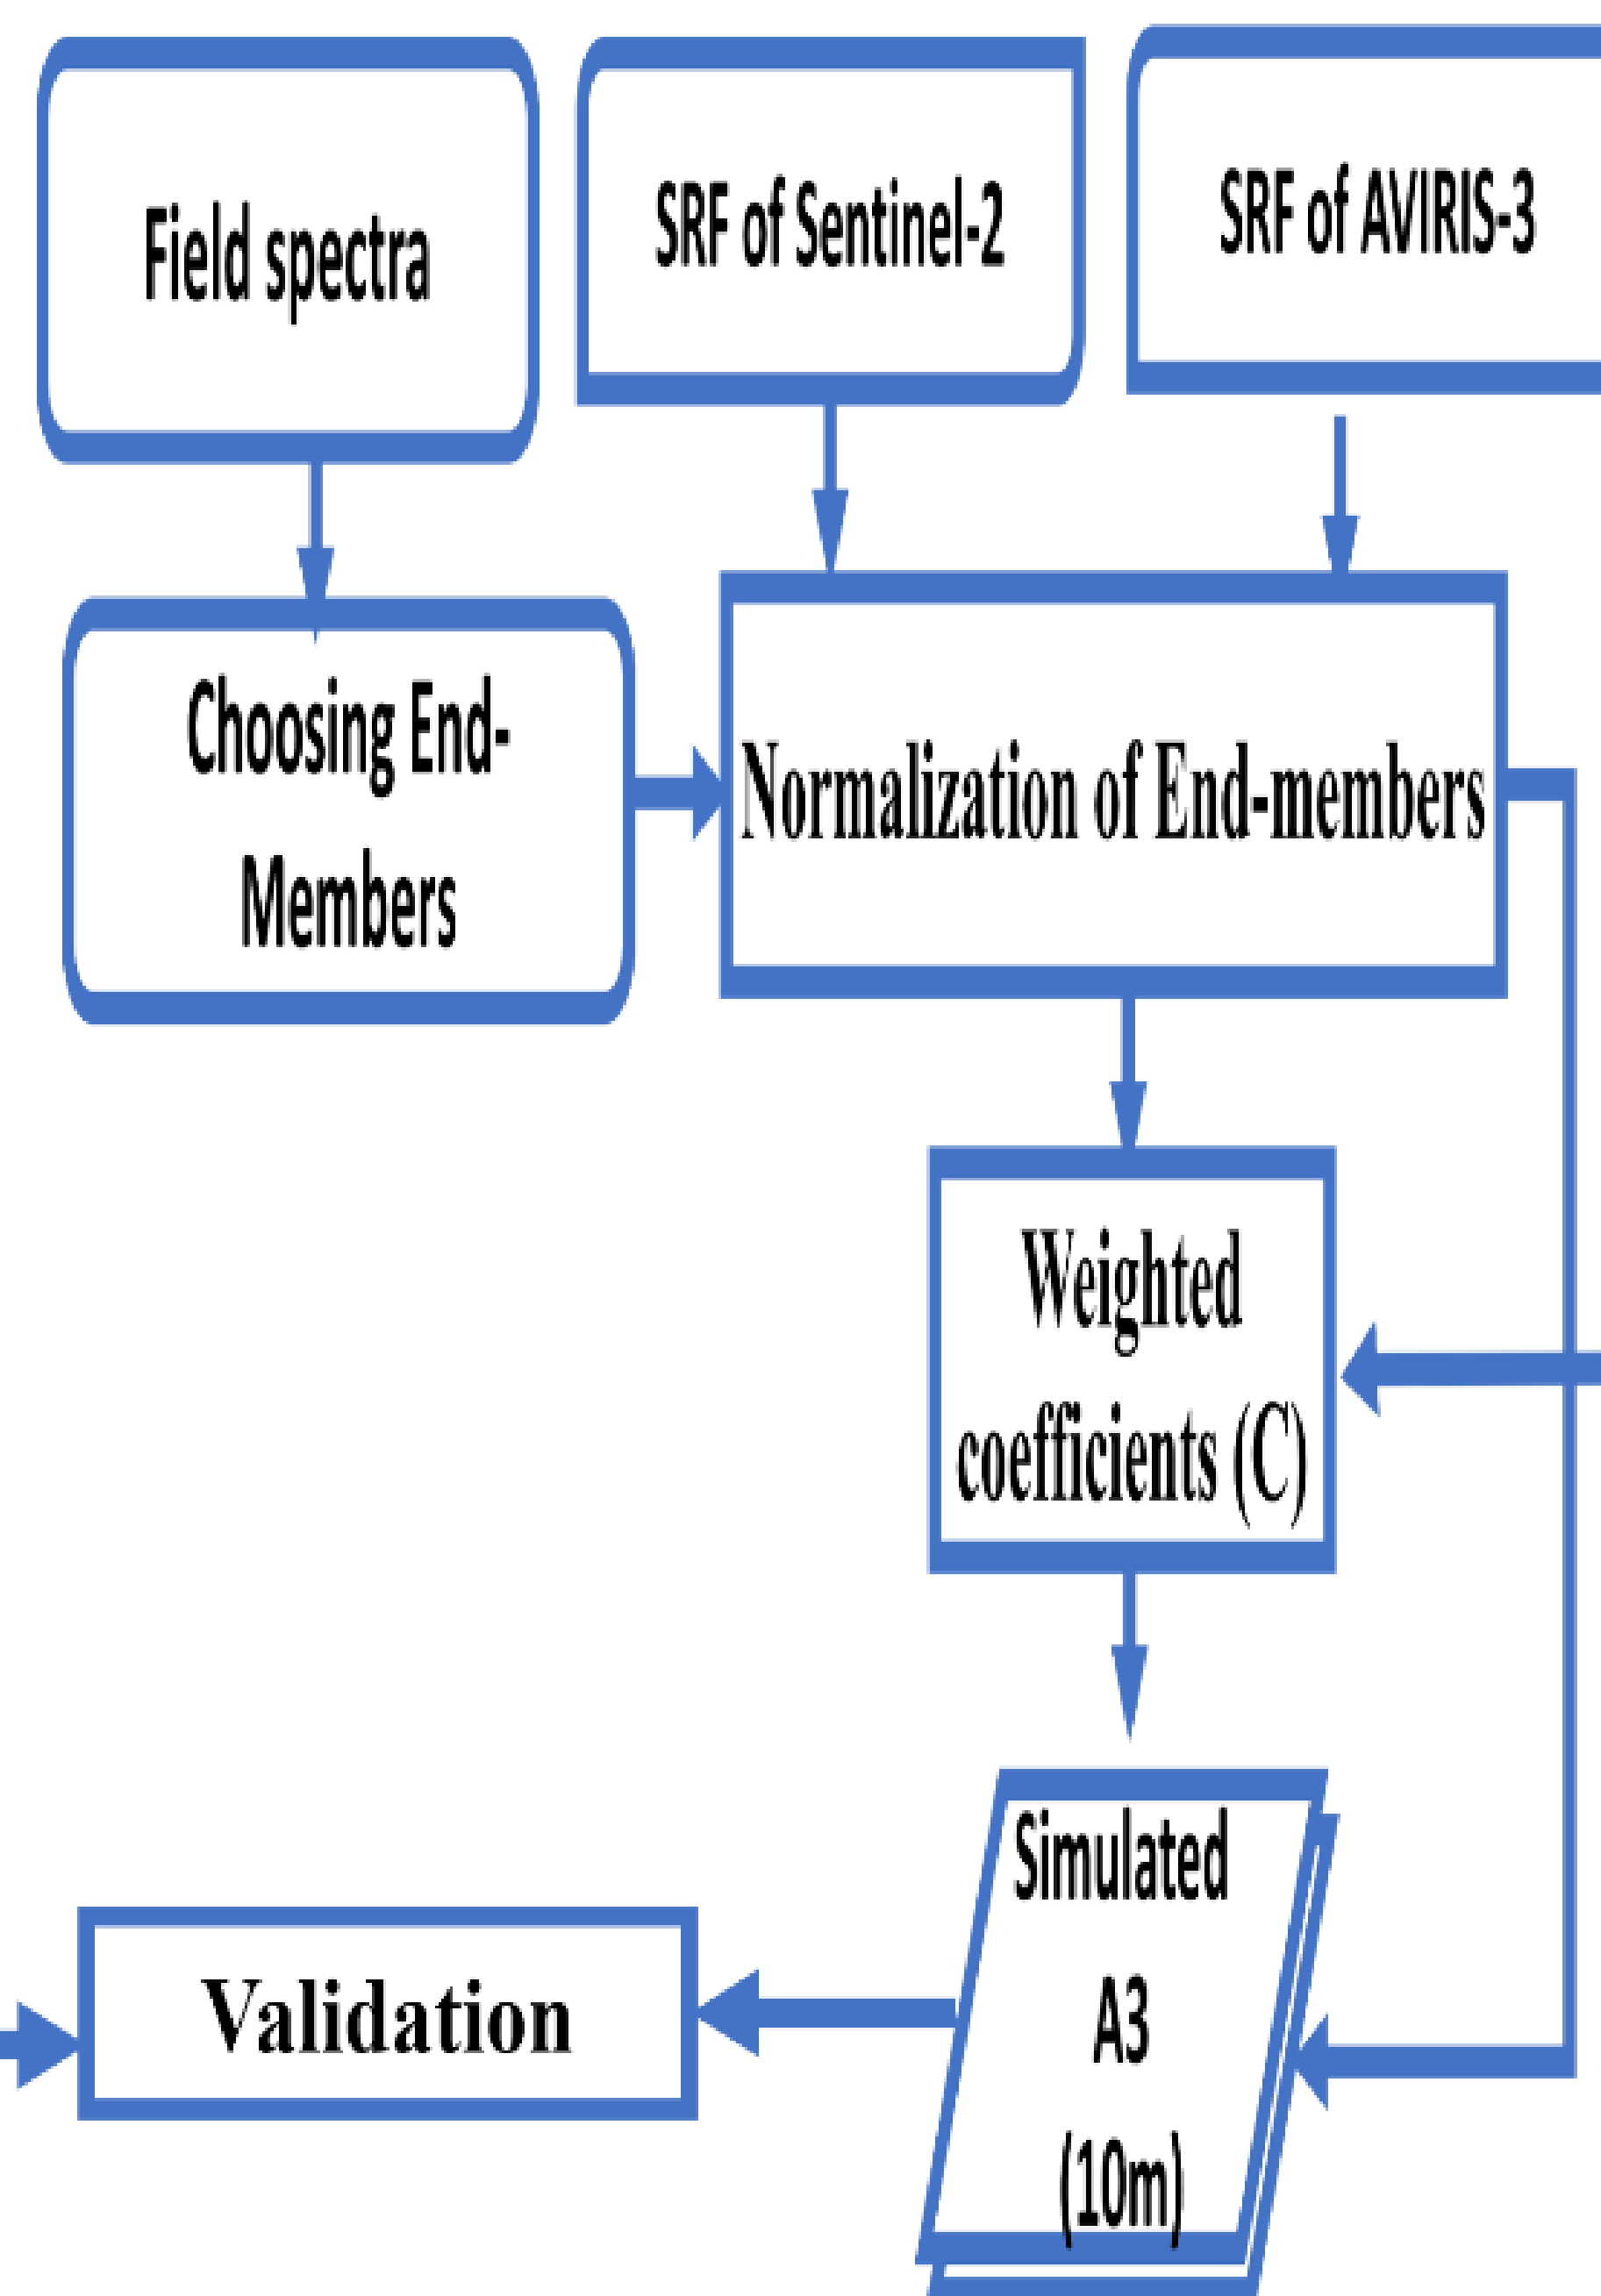 Field spectra
SRF of Sentinel-2
SRF of AVIRIS-3
Choosing End-
Members
Normalization of End-members
Weighted
coefficients (C)
Simulated
A3
(10m)
Validation